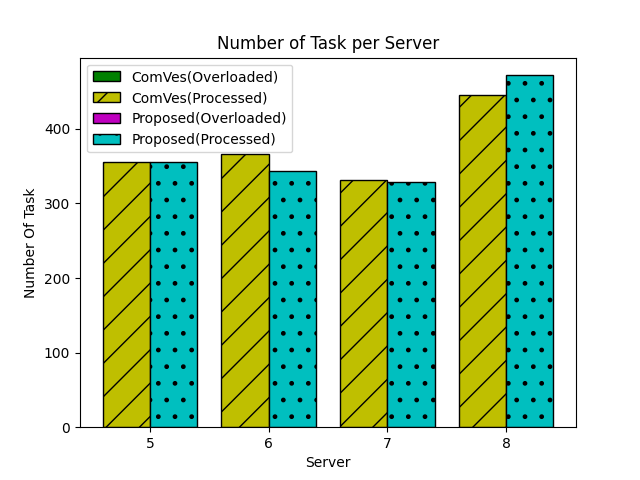 Number of Task per Server
ComVes(Overloaded)
ComVes(Processed)
Proposed(Overloaded)
Proposed(Processed)
Number Of Task
400
300
200
100
0
5 6 7 8
Server